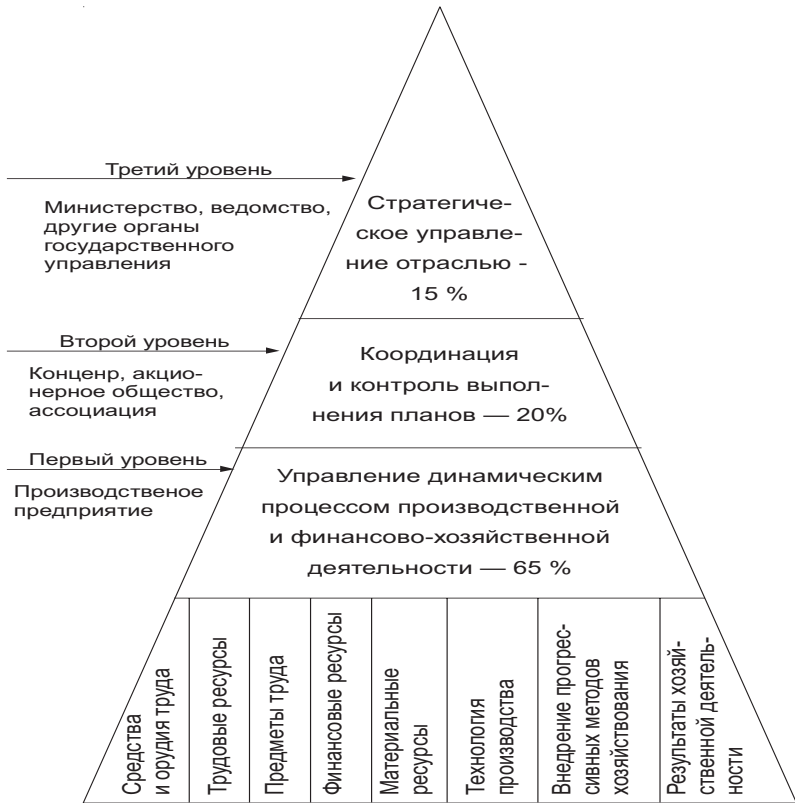 Третий уровень
Министерство, ведомство,
другие органы
государственного
управления
Стратегиче-
ское управле-
ние отраслью -
15 %
Второй уровень
Конценр, акцио-
нерное общество,
ассоциация
Координация
и контроль выпол-
нения планов — 20%
Первый уровень
Производственое
предприятие
Управление динамическим
процессом производственной
и финансово-хозяйственной
деятельности — 65 %
Средства
и орудия труда
Трудовые ресурсы
Предметы труда
Финансовые ресурсы
Материальные
ресурсы
Технология
производства
Внедрение прогрес-
сивных методов
хозяйствования
Результаты хозяй-
ственной деятель-
ности